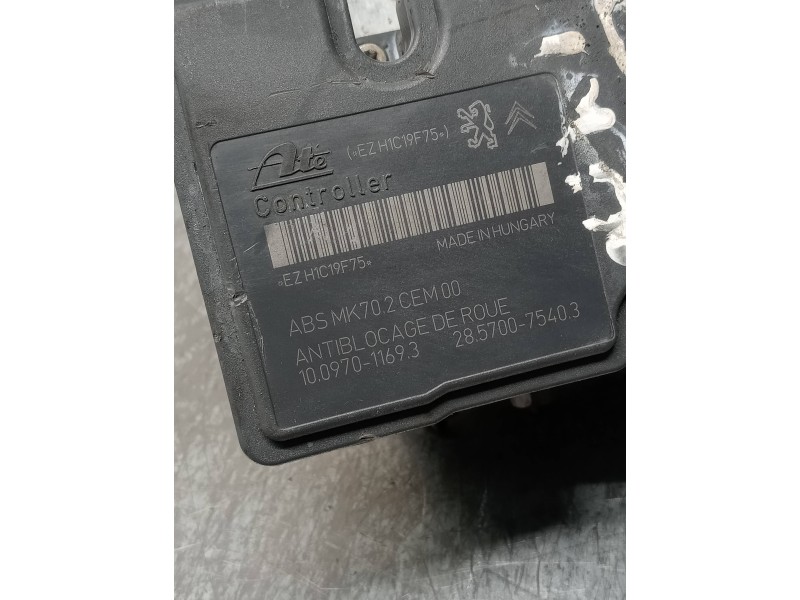 Ate («EZ H1C19F75»)
Controller
MADE IN HUNGARY
«EZ H1C19F75»
ABS MK70.2 CEM 00
ANTIBLOCAGE DE ROUE
10.0970-1169.3 28.5700-7540.3